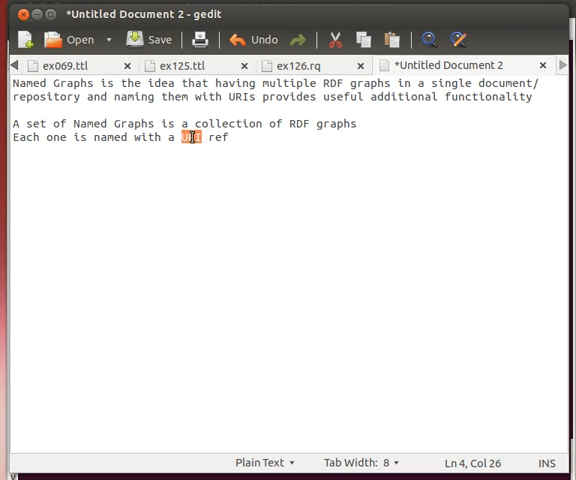 *Untitled Document 2 - gedit
Open Save Undo
ex069.ttl ex125.ttl ex126.rq *Untitled Document 2
Named Graphs is the idea that having multiple RDF graphs in a single document/
repository and naming them with URIs provides useful additional functionality
A set of Named Graphs is a collection of RDF graphs
Each one is named with a URI ref
Plain Text Tab Width: 8 Ln 4, Col 26 INS